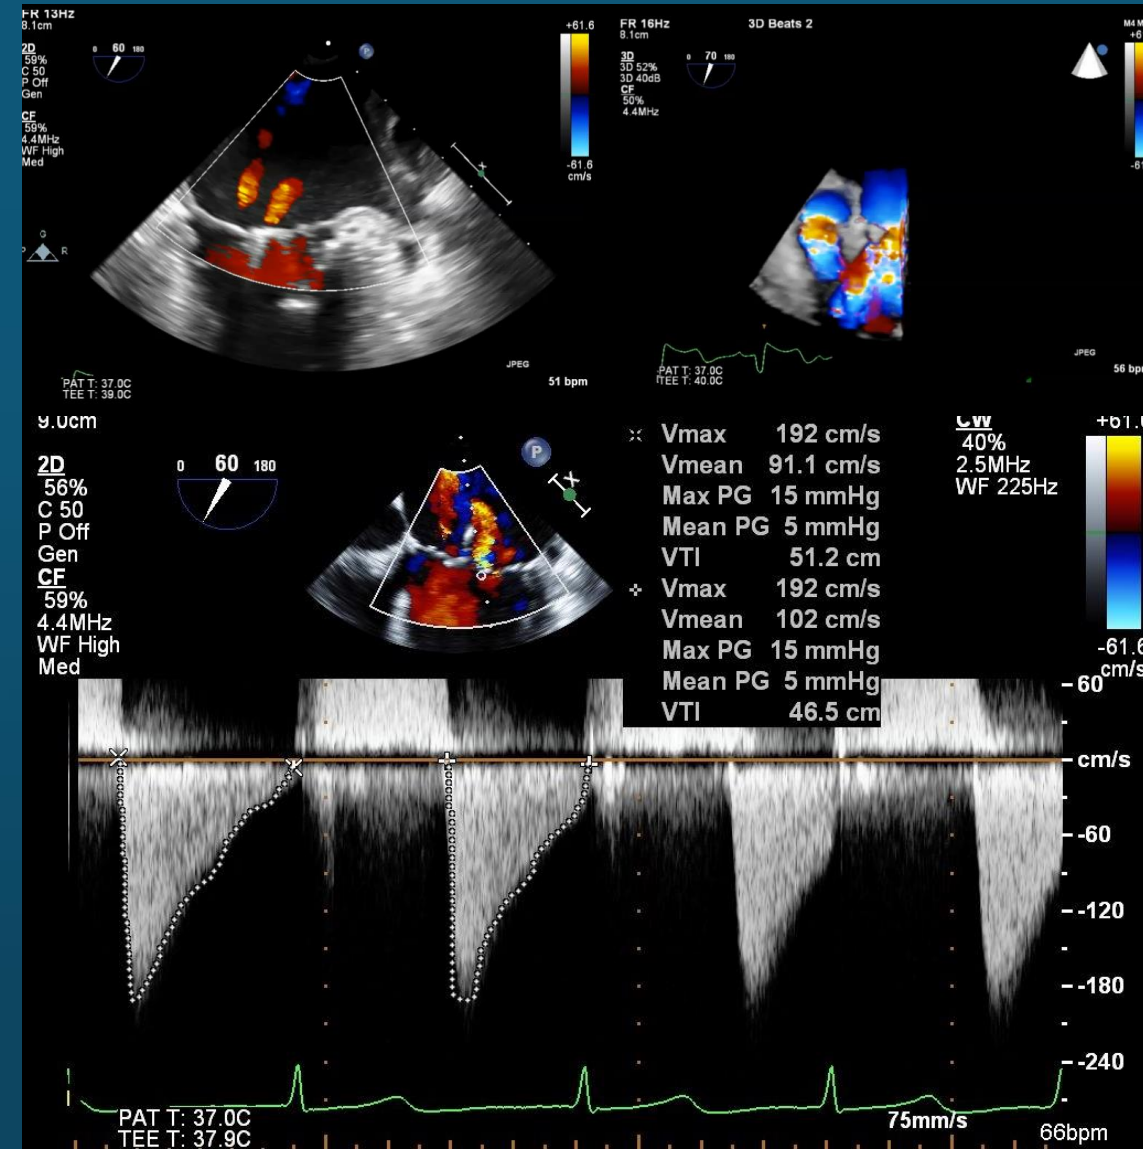 FR 13Hz
8.1cm
2D
59%
C 50
P Off
Gen
CF
59%
4.4MHz
WF High
Med
0 60 180
P
+61.6
-61.6
cm/s
G
P R
JPEG
51 bpm
PAT T: 37.0C
TEE T: 39.0C
FR 16Hz
8.1cm
3D Beats 2
3D
3D 52%
3D 40dB
CF
50%
4.4MHz
0 70 180
M4 M
+6
-6
JPEG
56 bp
PAT T: 37.0C
TEE T: 40.0C
9.0cm
2D
56%
C 50
P Off
Gen
CF
59%
4.4MHz
WF High
Med
0 60 180
P
X
Vmax 192 cm/s
Vmean 91.1 cm/s
Max PG 15 mmHg
Mean PG 5 mmHg
VTI 51.2 cm
Vmax 192 cm/s
Vmean 102 cm/s
Max PG 15 mmHg
Mean PG 5 mmHg
VTI 46.5 cm
CW
40%
2.5MHz
WF 225Hz
+61.6
-61.6
cm/s
60
cm/s
-60
-120
-180
-240
PAT T: 37.0C
TEE T: 37.9C
75mm/s
66bpm